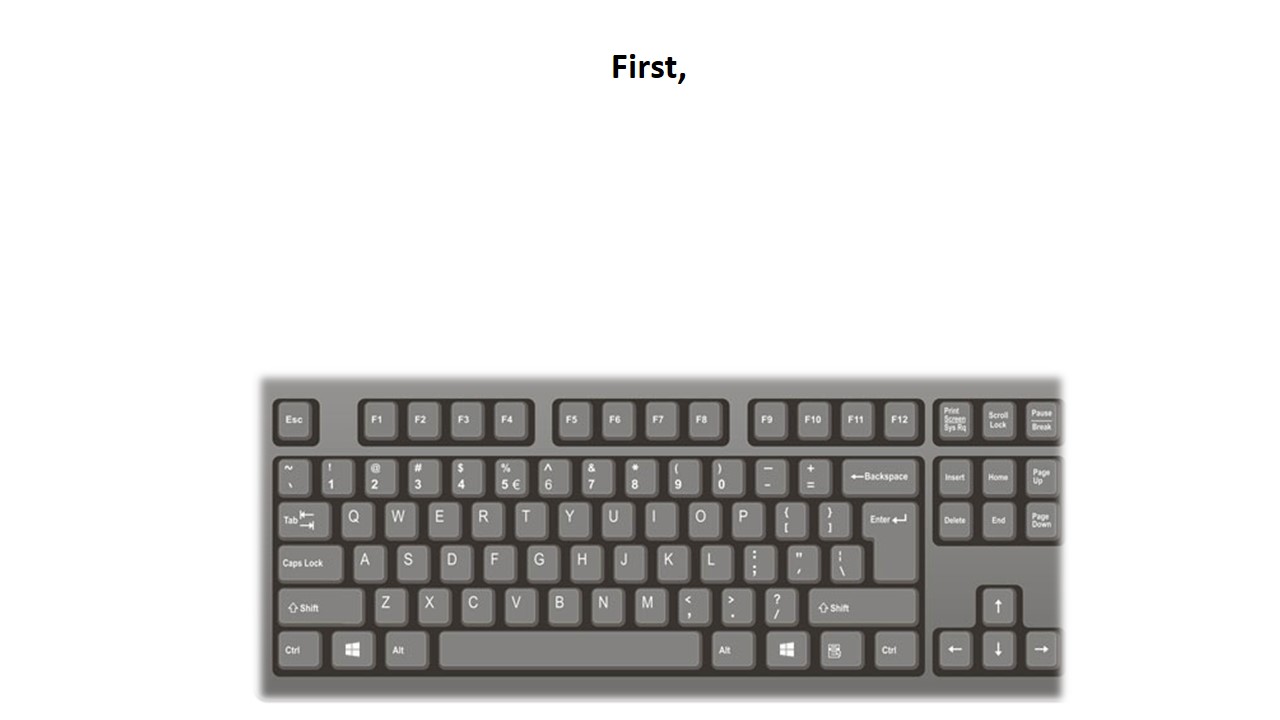 First,
Esc F1 F2 F3 F4 F5 F6 F7 F8 F9 F10 F11 F12 Print Screen Sys Rq Scroll Lock Pause Break
~ ` ! 1 @ 2 # 3 $ 4 % 5 € ^ 6 & 7 * 8 ( 9 ) 0 — - + = ←Backspace Insert Home Page Up
Tab Q W E R T Y U I O P { [ } ] Enter Delete End Page Down
Caps Lock A S D F G H J K L : ; " , ¦ \
⇧Shift Z X C V B N M < , > . ? / ⇧Shift ↑
Ctrl Alt Alt Ctrl ← ↓ →